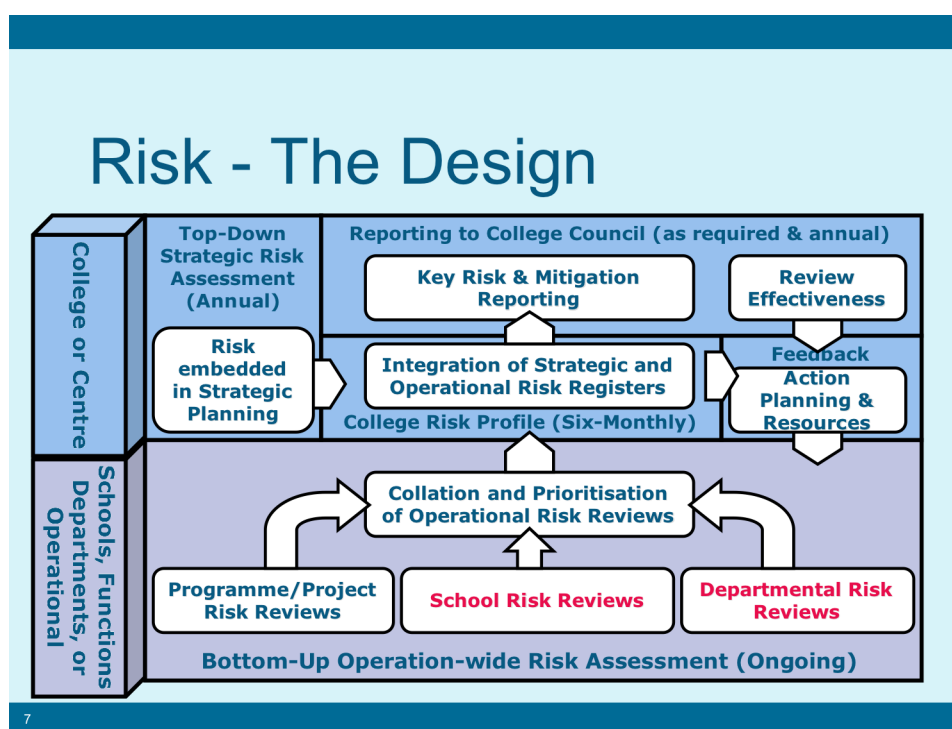 Risk - The Design
College or Centre
Top-Down
Strategic Risk
Assessment
(Annual)
Risk
embedded
in Strategic
Planning
Reporting to College Council (as required & annual)
Key Risk & Mitigation
Reporting
Review
Effectiveness
Integration of Strategic and
Operational Risk Registers
College Risk Profile (Six-Monthly)
Feedback
Action
Planning &
Resources
Schools, Functions
Departments, or
Operational
Collation and Prioritisation
of Operational Risk Reviews
Programme/Project
Risk Reviews
School Risk Reviews
Departmental Risk
Reviews
Bottom-Up Operation-wide Risk Assessment (Ongoing)
7